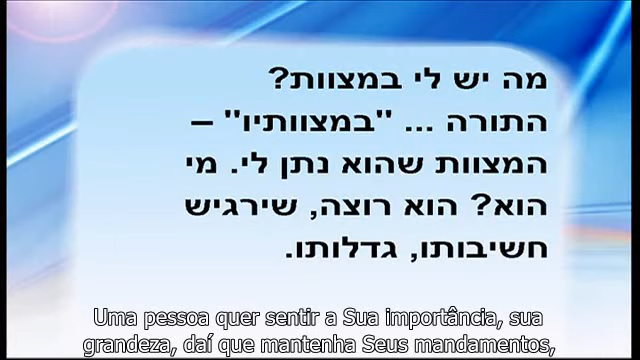 מה יש לי במצוות?
התורה ... "במצוותיו" –
המצוות שהוא נתן לי. מי
הוא? הוא רוצה, שירגיש
חשיבותו, גדלותו.
Uma pessoa quer sentir a Sua importância, sua
grandeza, daí que mantenha Seus mandamentos,